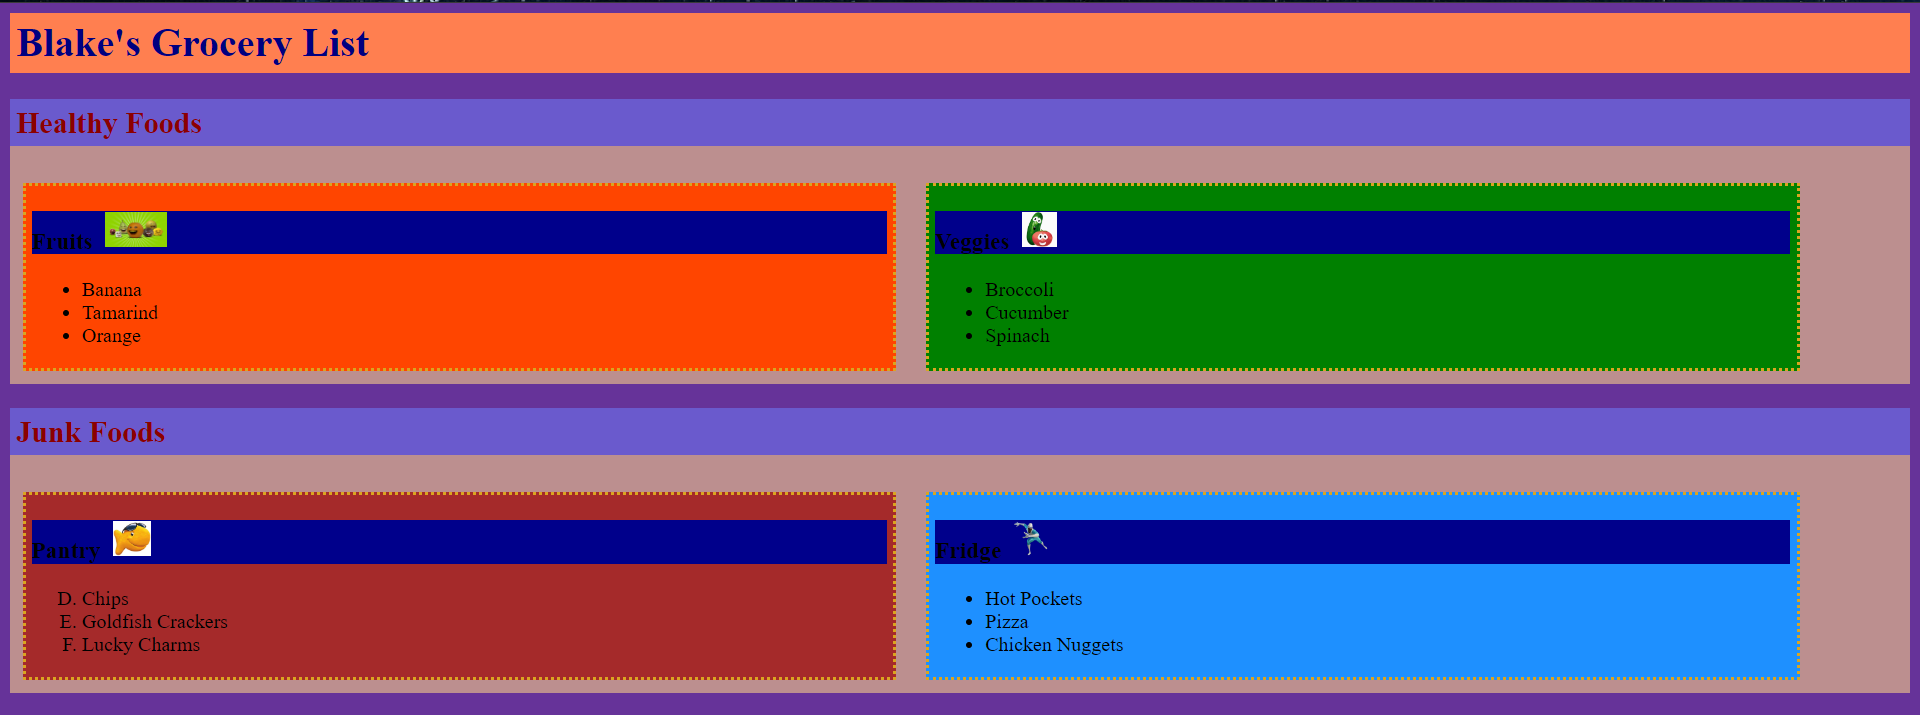 Blake's Grocery List
Healthy Foods
Fruits
• Banana
• Tamarind
• Orange
Veggies
• Broccoli
• Cucumber
• Spinach
Junk Foods
Pantry
D. Chips
E. Goldfish Crackers
F. Lucky Charms
Fridge
• Hot Pockets
• Pizza
• Chicken Nuggets